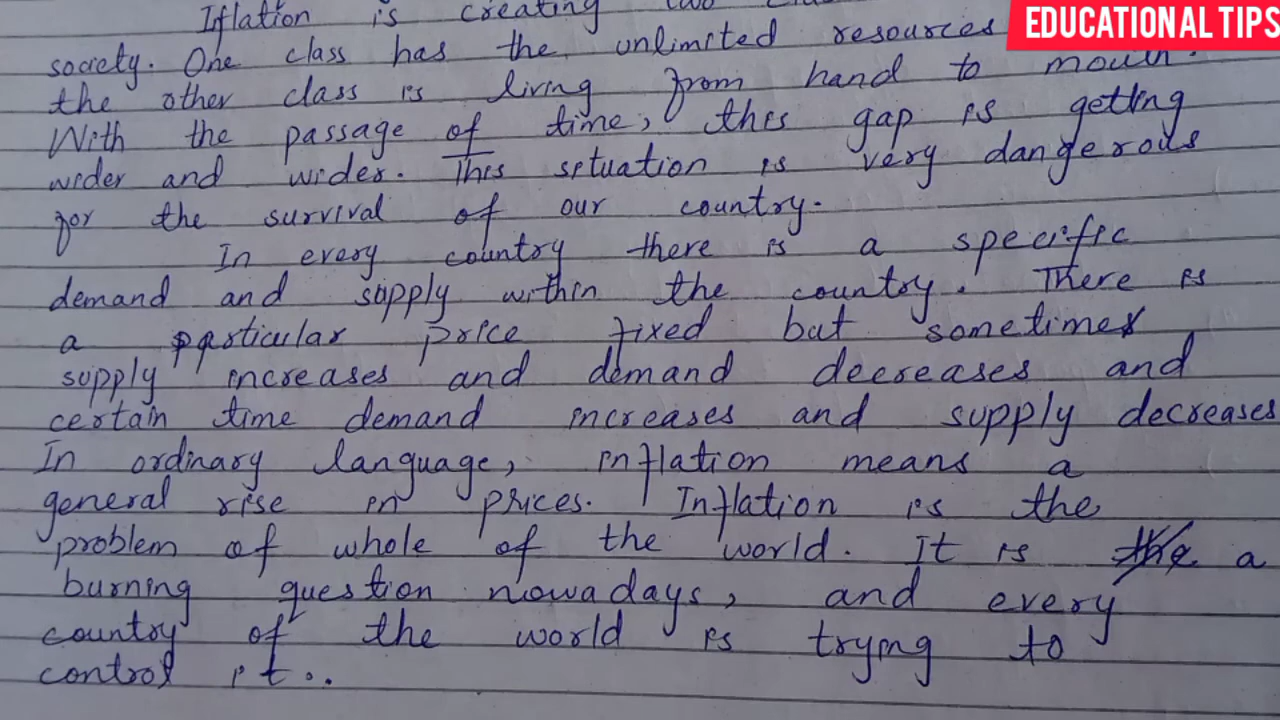 EDUCATIONAL TIPS
Iflation is creating two
society. One class has the unlimited resources
the other class is living from hand to mouth.
With the passage of time, this gap is getting
wider and wider. This situation is very dangerous
for the survival of our country.
In every country there is a specific
demand and supply within the country. There is
a particular price fixed but sometimes
supply increases and demand decreases and
certain time demand increases and supply decreases
In ordinary language, inflation means a
general rise in prices. Inflation is the
problem of whole of the world. It is the a
burning question nowadays, and every
country of the world is trying to
control it..